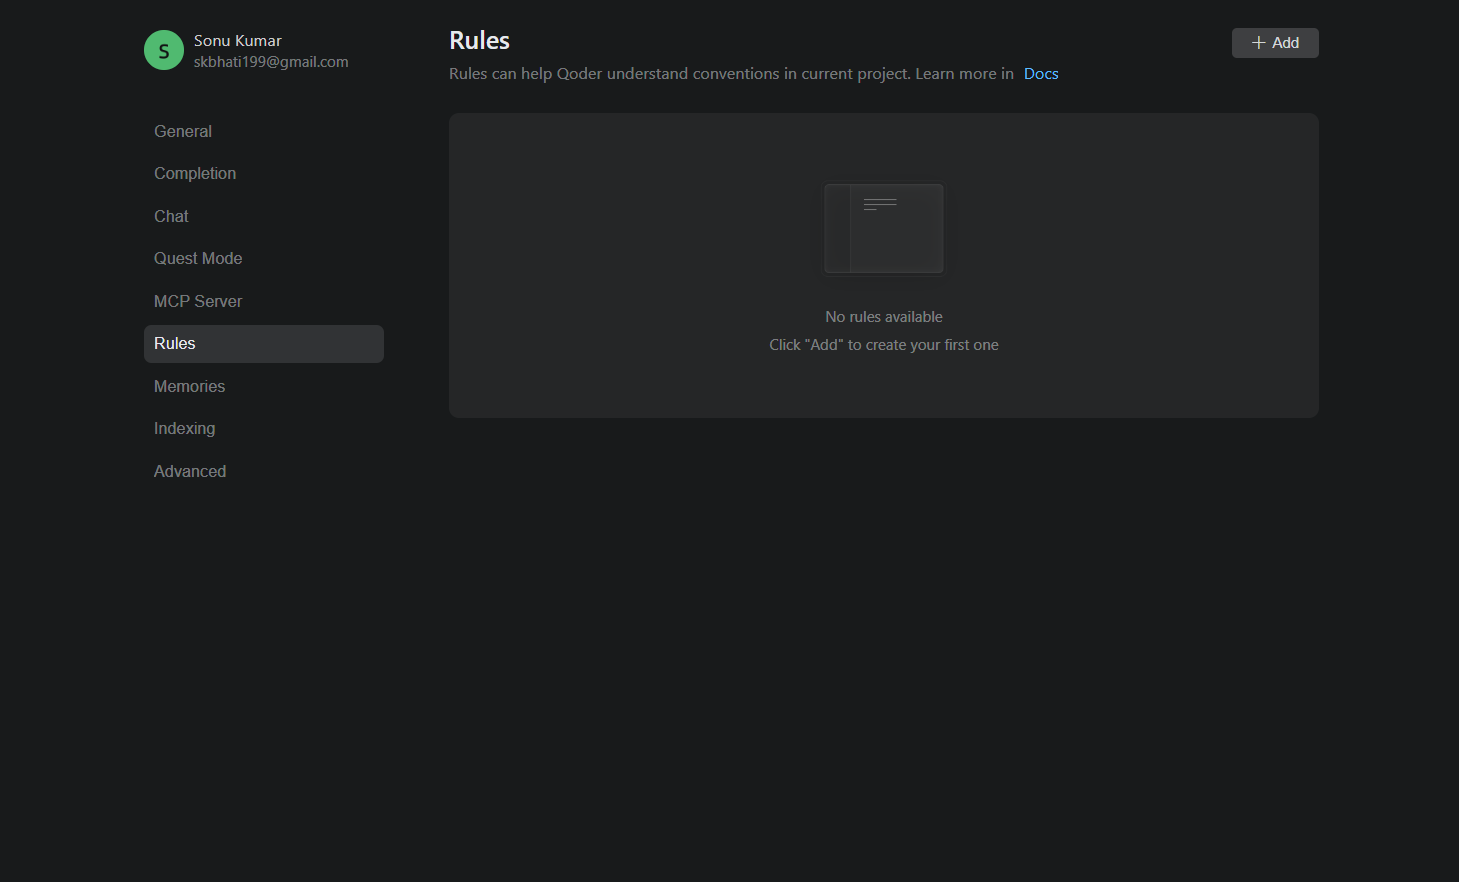 S
Sonu Kumar
skbhati199@gmail.com
General
Completion
Chat
Quest Mode
MCP Server
Rules
Memories
Indexing
Advanced
Rules
+ Add
Rules can help Qoder understand conventions in current project. Learn more in Docs
No rules available
Click "Add" to create your first one